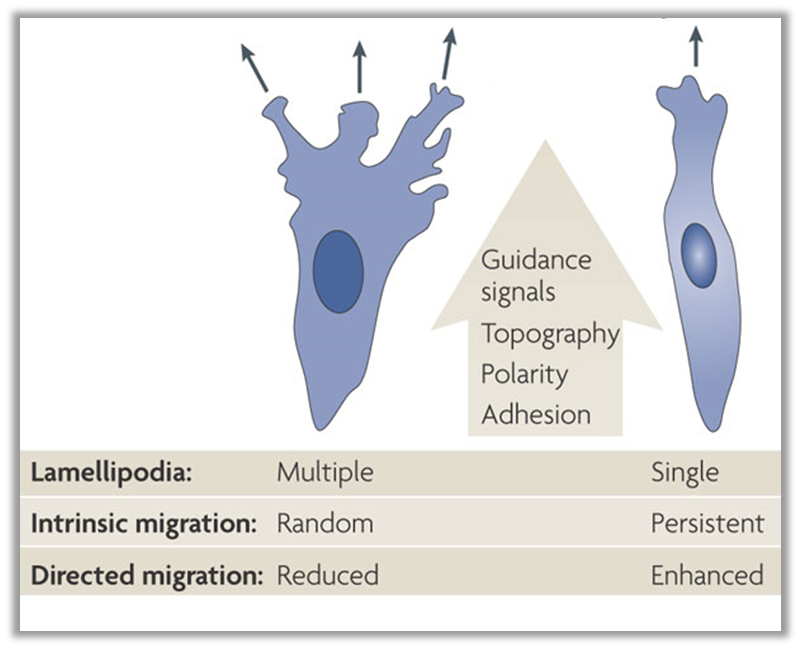 Guidance
signals
Topography
Polarity
Adhesion
Lamellipodia: Multiple Single
Intrinsic migration: Random Persistent
Directed migration: Reduced Enhanced